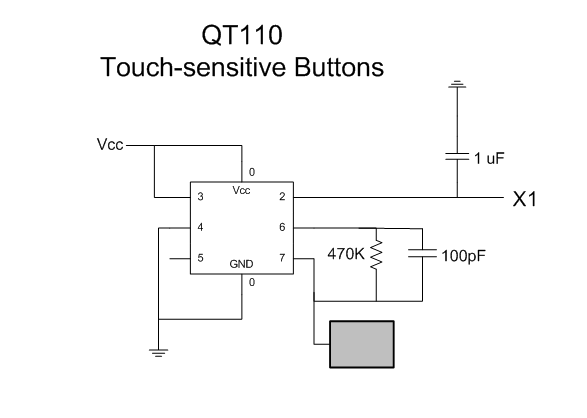 QT110
Touch-sensitive Buttons
1 uF
Vcc
0
Vcc
3
2
X1
4
6
470K
100pF
5
7
GND
0